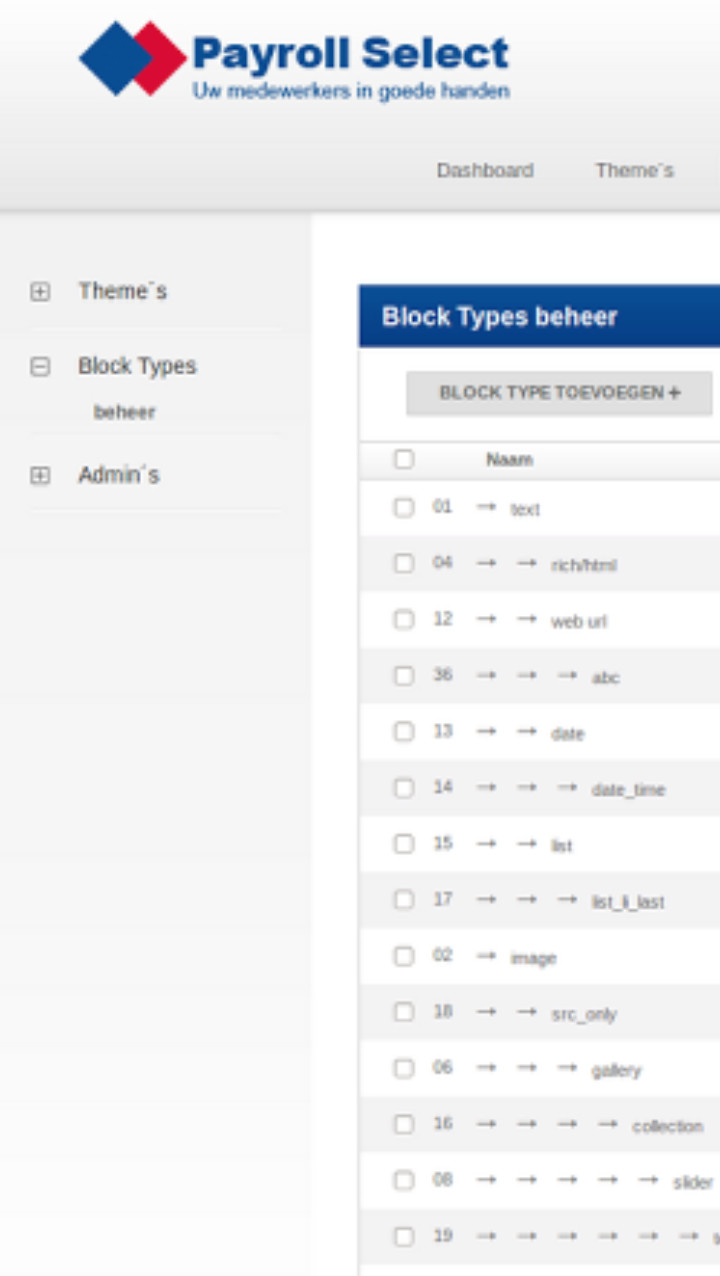 Payroll Select
Uw medewerkers in goede handen
Dashboard Theme´s
Theme´s
Block Types
beheer
Admin´s
Block Types beheer
BLOCK TYPE TOEVOEGEN +
Naam
01 → text
04 → → rich/html
12 → → web url
36 → → → abc
13 → → date
14 → → → date_time
15 → → list
17 → → → list_li_last
02 → image
18 → → src_only
06 → → → gallery
16 → → → → collection
08 → → → → → slider
19 → → → → → →